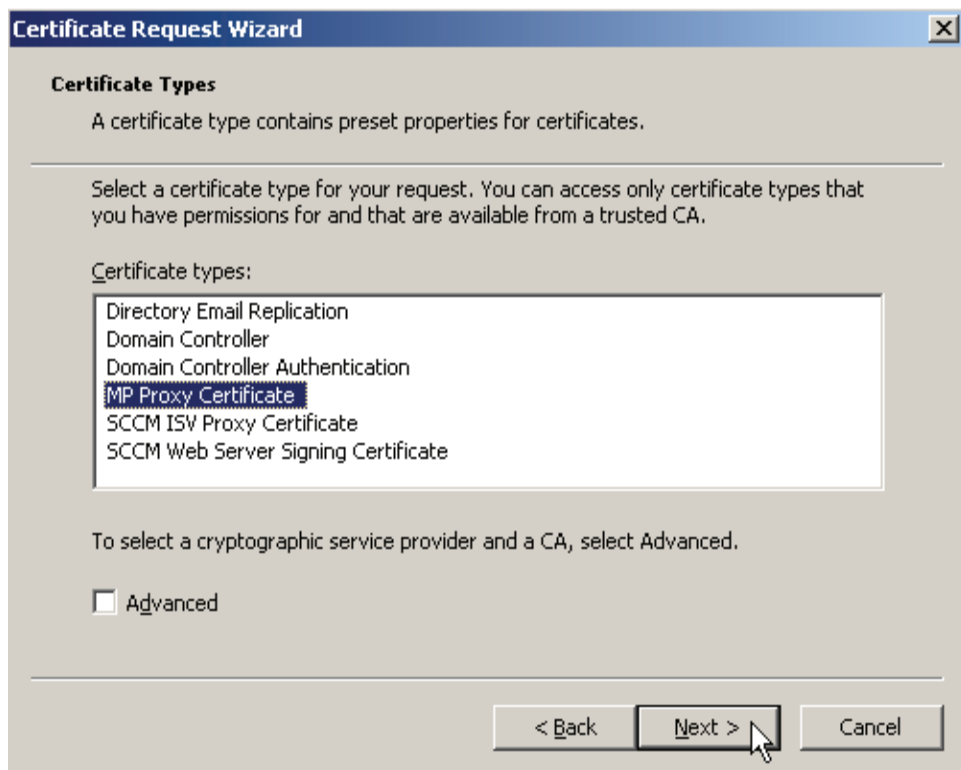 Certificate Request Wizard
Certificate Types
A certificate type contains preset properties for certificates.
Select a certificate type for your request. You can access only certificate types that
you have permissions for and that are available from a trusted CA.
Certificate types:
Directory Email Replication
Domain Controller
Domain Controller Authentication
MP Proxy Certificate
SCCM ISV Proxy Certificate
SCCM Web Server Signing Certificate
To select a cryptographic service provider and a CA, select Advanced.
Advanced
< Back Next > Cancel